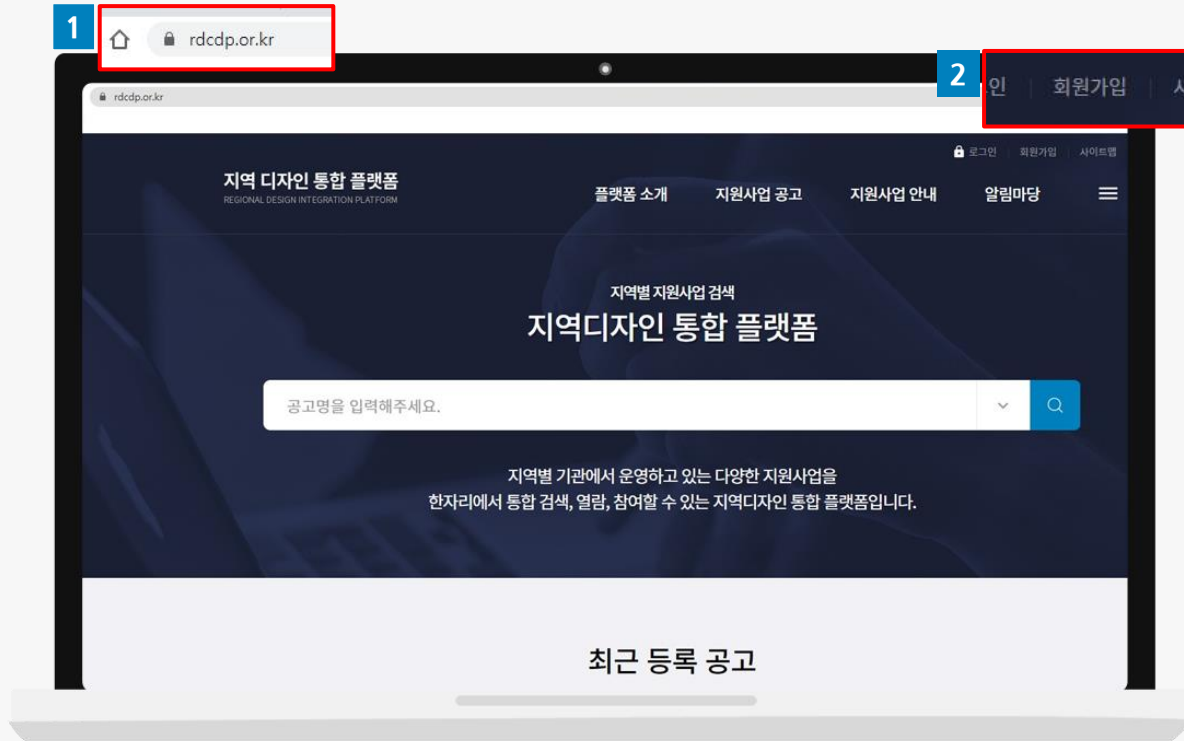 1
rdcdp.or.kr
2
회원가입
rdcdp.or.kr
로그인 회원가입 사이트맵
지역 디자인 통합 플랫폼
REGIONAL DESIGN INTEGRATION PLATFORM
플랫폼 소개 지원사업 공고 지원사업 안내 알림마당
지역별 지원사업 검색
지역디자인 통합 플랫폼
공고명을 입력해주세요.
지역별 기관에서 운영하고 있는 다양한 지원사업을
한자리에서 통합 검색, 열람, 참여할 수 있는 지역디자인 통합 플랫폼입니다.
최근 등록 공고